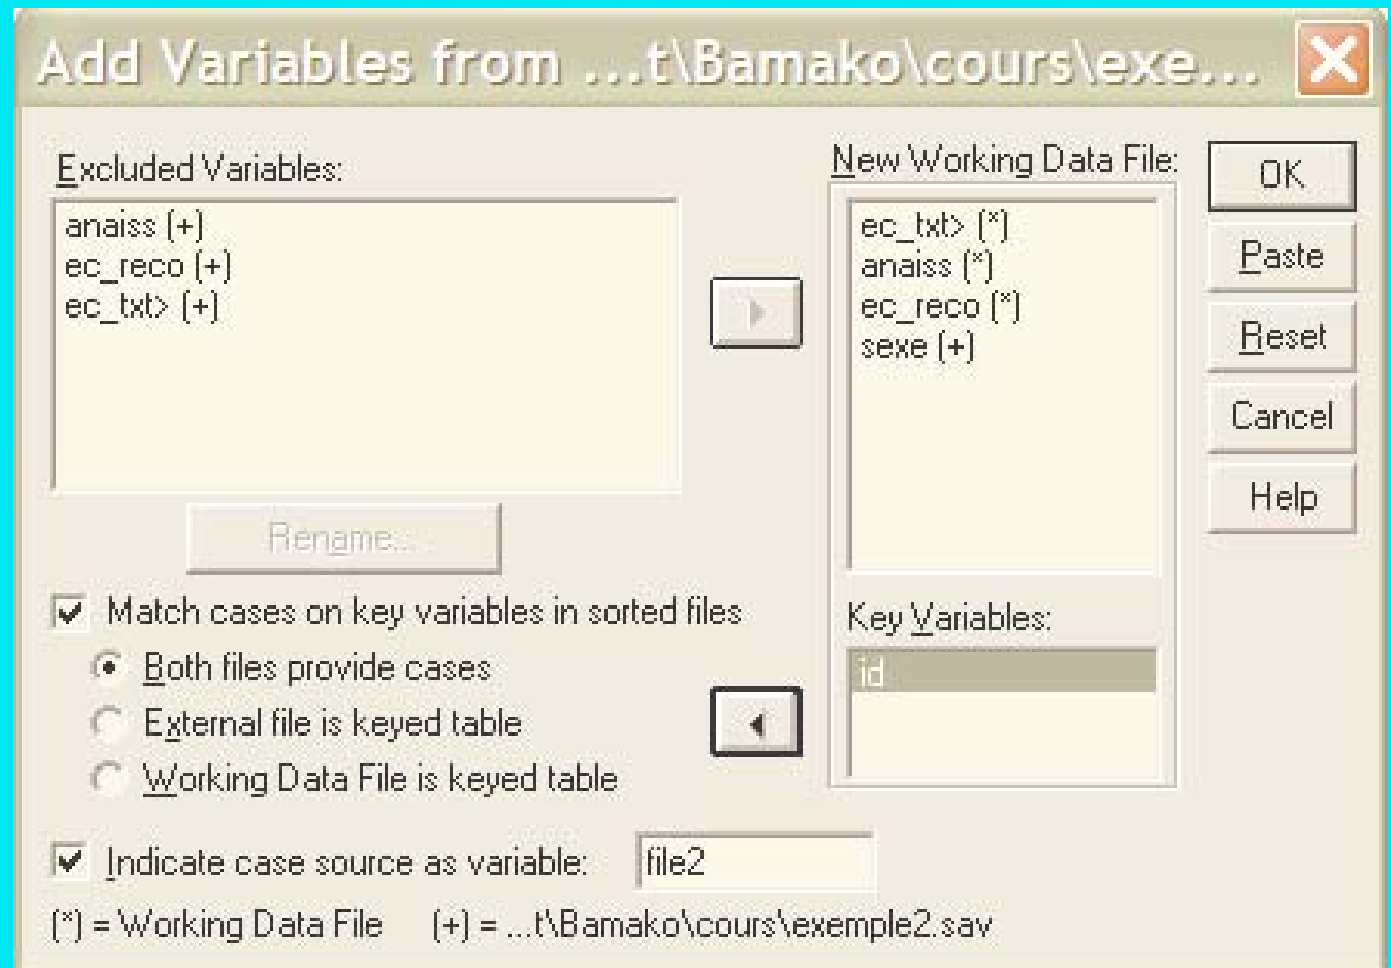 Add Variables from ...t\Bamako\cours\exe...
Excluded Variables:
anaiss (+)
ec_reco (+)
ec_txt> (+)
Rename...
New Working Data File:
ec_txt> (*)
anaiss (*)
ec_reco (*)
sexe (+)
OK
Paste
Reset
Cancel
Help
Match cases on key variables in sorted files
Both files provide cases
External file is keyed table
Working Data File is keyed table
Key Variables:
id
Indicate case source as variable: file2
(*) = Working Data File (+) = ...t\Bamako\cours\exemple2.sav